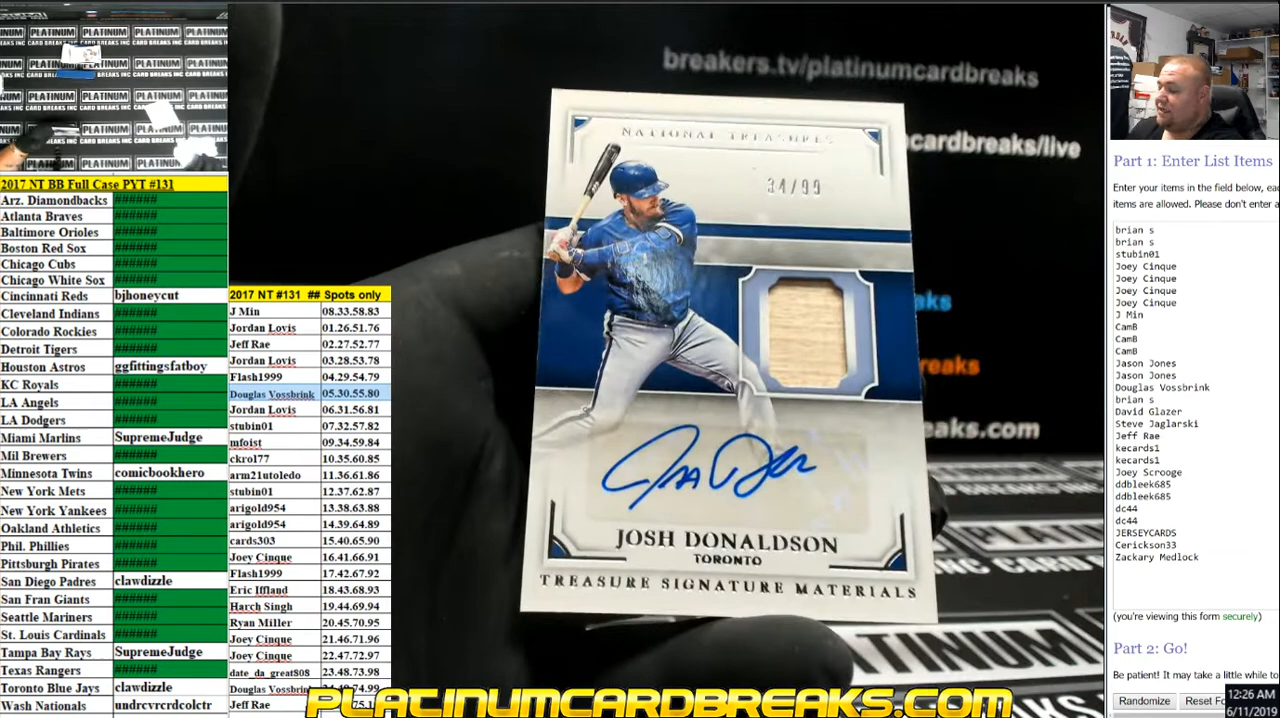 breakers.tv/platinumcardbreaks
cardbreaks/live
aks
breaks
eaks.com
NATIONAL TREASURES
34/99
JOSH DONALDSON
TORONTO
TREASURE SIGNATURE MATERIALS
PLATINUM
CARD BREAKS INC
2017 NT BB Full Case PYT #131
Arz. Diamondbacks ######
Atlanta Braves ######
Baltimore Orioles ######
Boston Red Sox ######
Chicago Cubs ######
Chicago White Sox ######
Cincinnati Reds bjhoneycut
Cleveland Indians ######
Colorado Rockies ######
Detroit Tigers ######
Houston Astros ggfittingsfatboy
KC Royals ######
LA Angels ######
LA Dodgers ######
Miami Marlins SupremeJudge
Mil Brewers ######
Minnesota Twins comicbookhero
New York Mets ######
New York Yankees ######
Oakland Athletics ######
Phil. Phillies ######
Pittsburgh Pirates ######
San Diego Padres clawdizzle
San Fran Giants ######
Seattle Mariners ######
St. Louis Cardinals ######
Tampa Bay Rays SupremeJudge
Texas Rangers ######
Toronto Blue Jays clawdizzle
Wash Nationals undrcvrcrdcolctr
2017 NT #131 ## Spots only
J Min 08.33.58.83
Jordan Lovis 01.26.51.76
Jeff Rae 02.27.52.77
Jordan Lovis 03.28.53.78
Flash1999 04.29.54.79
Douglas Vossbrink 05.30.55.80
Jordan Lovis 06.31.56.81
stubin01 07.32.57.82
mfoist 09.34.59.84
ckrol77 10.35.60.85
arm21utoledo 11.36.61.86
stubin01 12.37.62.87
arigold954 13.38.63.88
arigold954 14.39.64.89
cards303 15.40.65.90
Joey Cinque 16.41.66.91
Flash1999 17.42.67.92
Eric Iffland 18.43.68.93
Harch Singh 19.44.69.94
Ryan Miller 20.45.70.95
Joey Cinque 21.46.71.96
Joey Cinque 22.47.72.97
date_da_great808 23.48.73.98
Douglas Vossbrink
Jeff Rae
PLATINUMCARDBREAKS.COM
Part 1: Enter List Items
Enter your items in the field below, ea
items are allowed. Please don't enter a
brian s
brian s
stubin01
Joey Cinque
Joey Cinque
Joey Cinque
Joey Cinque
J Min
CamB
CamB
CamB
Jason Jones
Jason Jones
Douglas Vossbrink
brian s
David Glazer
Steve Jaglarski
Jeff Rae
kecards1
kecards1
Joey Scrooge
ddbleek685
ddbleek685
dc44
dc44
JERSEYCARDS
Cerickson33
Zackary Medlock
(you're viewing this form securely)
Part 2: Go!
Be patient! It may take a little while to
Randomize Reset Fo
12:26 AM
6/11/2019